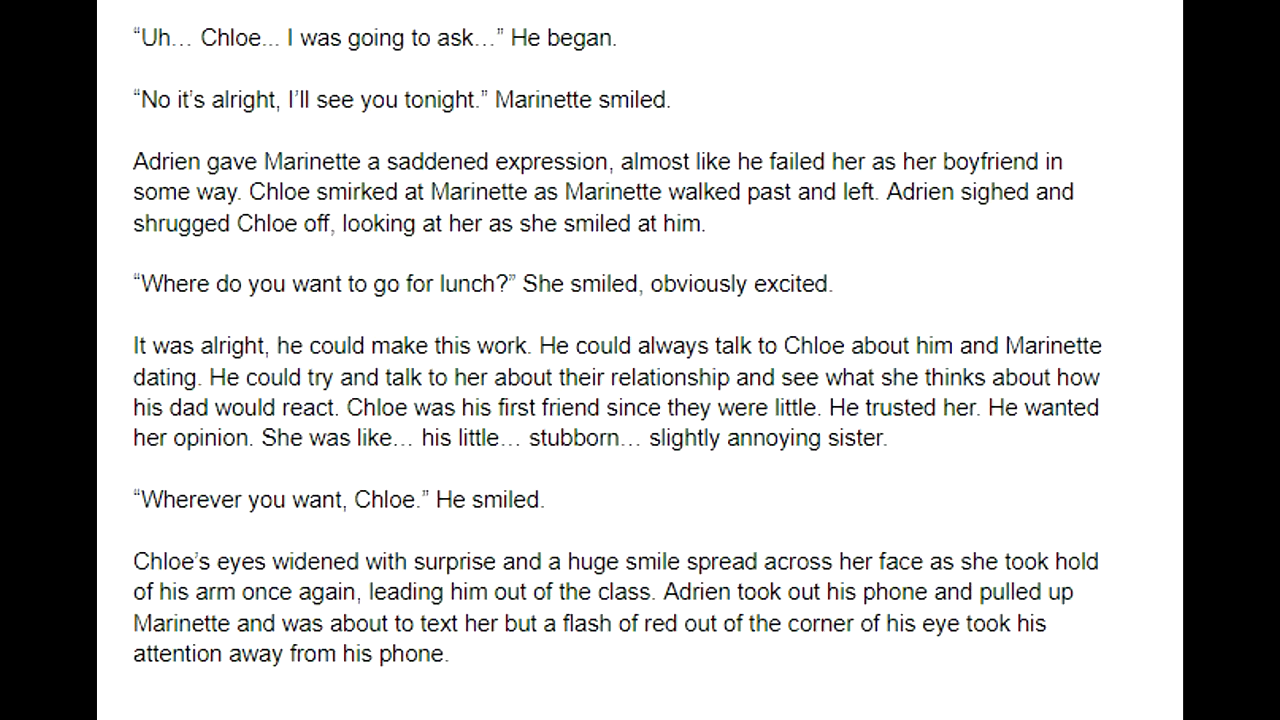 “Uh… Chloe... I was going to ask…” He began.
“No it’s alright, I’ll see you tonight.” Marinette smiled.
Adrien gave Marinette a saddened expression, almost like he failed her as her boyfriend in
some way. Chloe smirked at Marinette as Marinette walked past and left. Adrien sighed and
shrugged Chloe off, looking at her as she smiled at him.
“Where do you want to go for lunch?” She smiled, obviously excited.
It was alright, he could make this work. He could always talk to Chloe about him and Marinette
dating. He could try and talk to her about their relationship and see what she thinks about how
his dad would react. Chloe was his first friend since they were little. He trusted her. He wanted
her opinion. She was like… his little… stubborn… slightly annoying sister.
“Wherever you want, Chloe.” He smiled.
Chloe’s eyes widened with surprise and a huge smile spread across her face as she took hold
of his arm once again, leading him out of the class. Adrien took out his phone and pulled up
Marinette and was about to text her but a flash of red out of the corner of his eye took his
attention away from his phone.